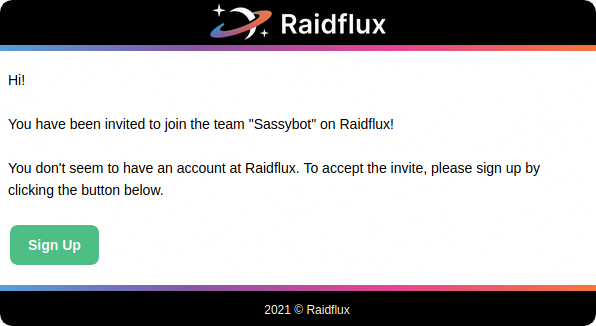 Raidflux
Hi!
You have been invited to join the team "Sassybot" on Raidflux!
You don't seem to have an account at Raidflux. To accept the invite, please sign up by
clicking the button below.
Sign Up
2021 © Raidflux